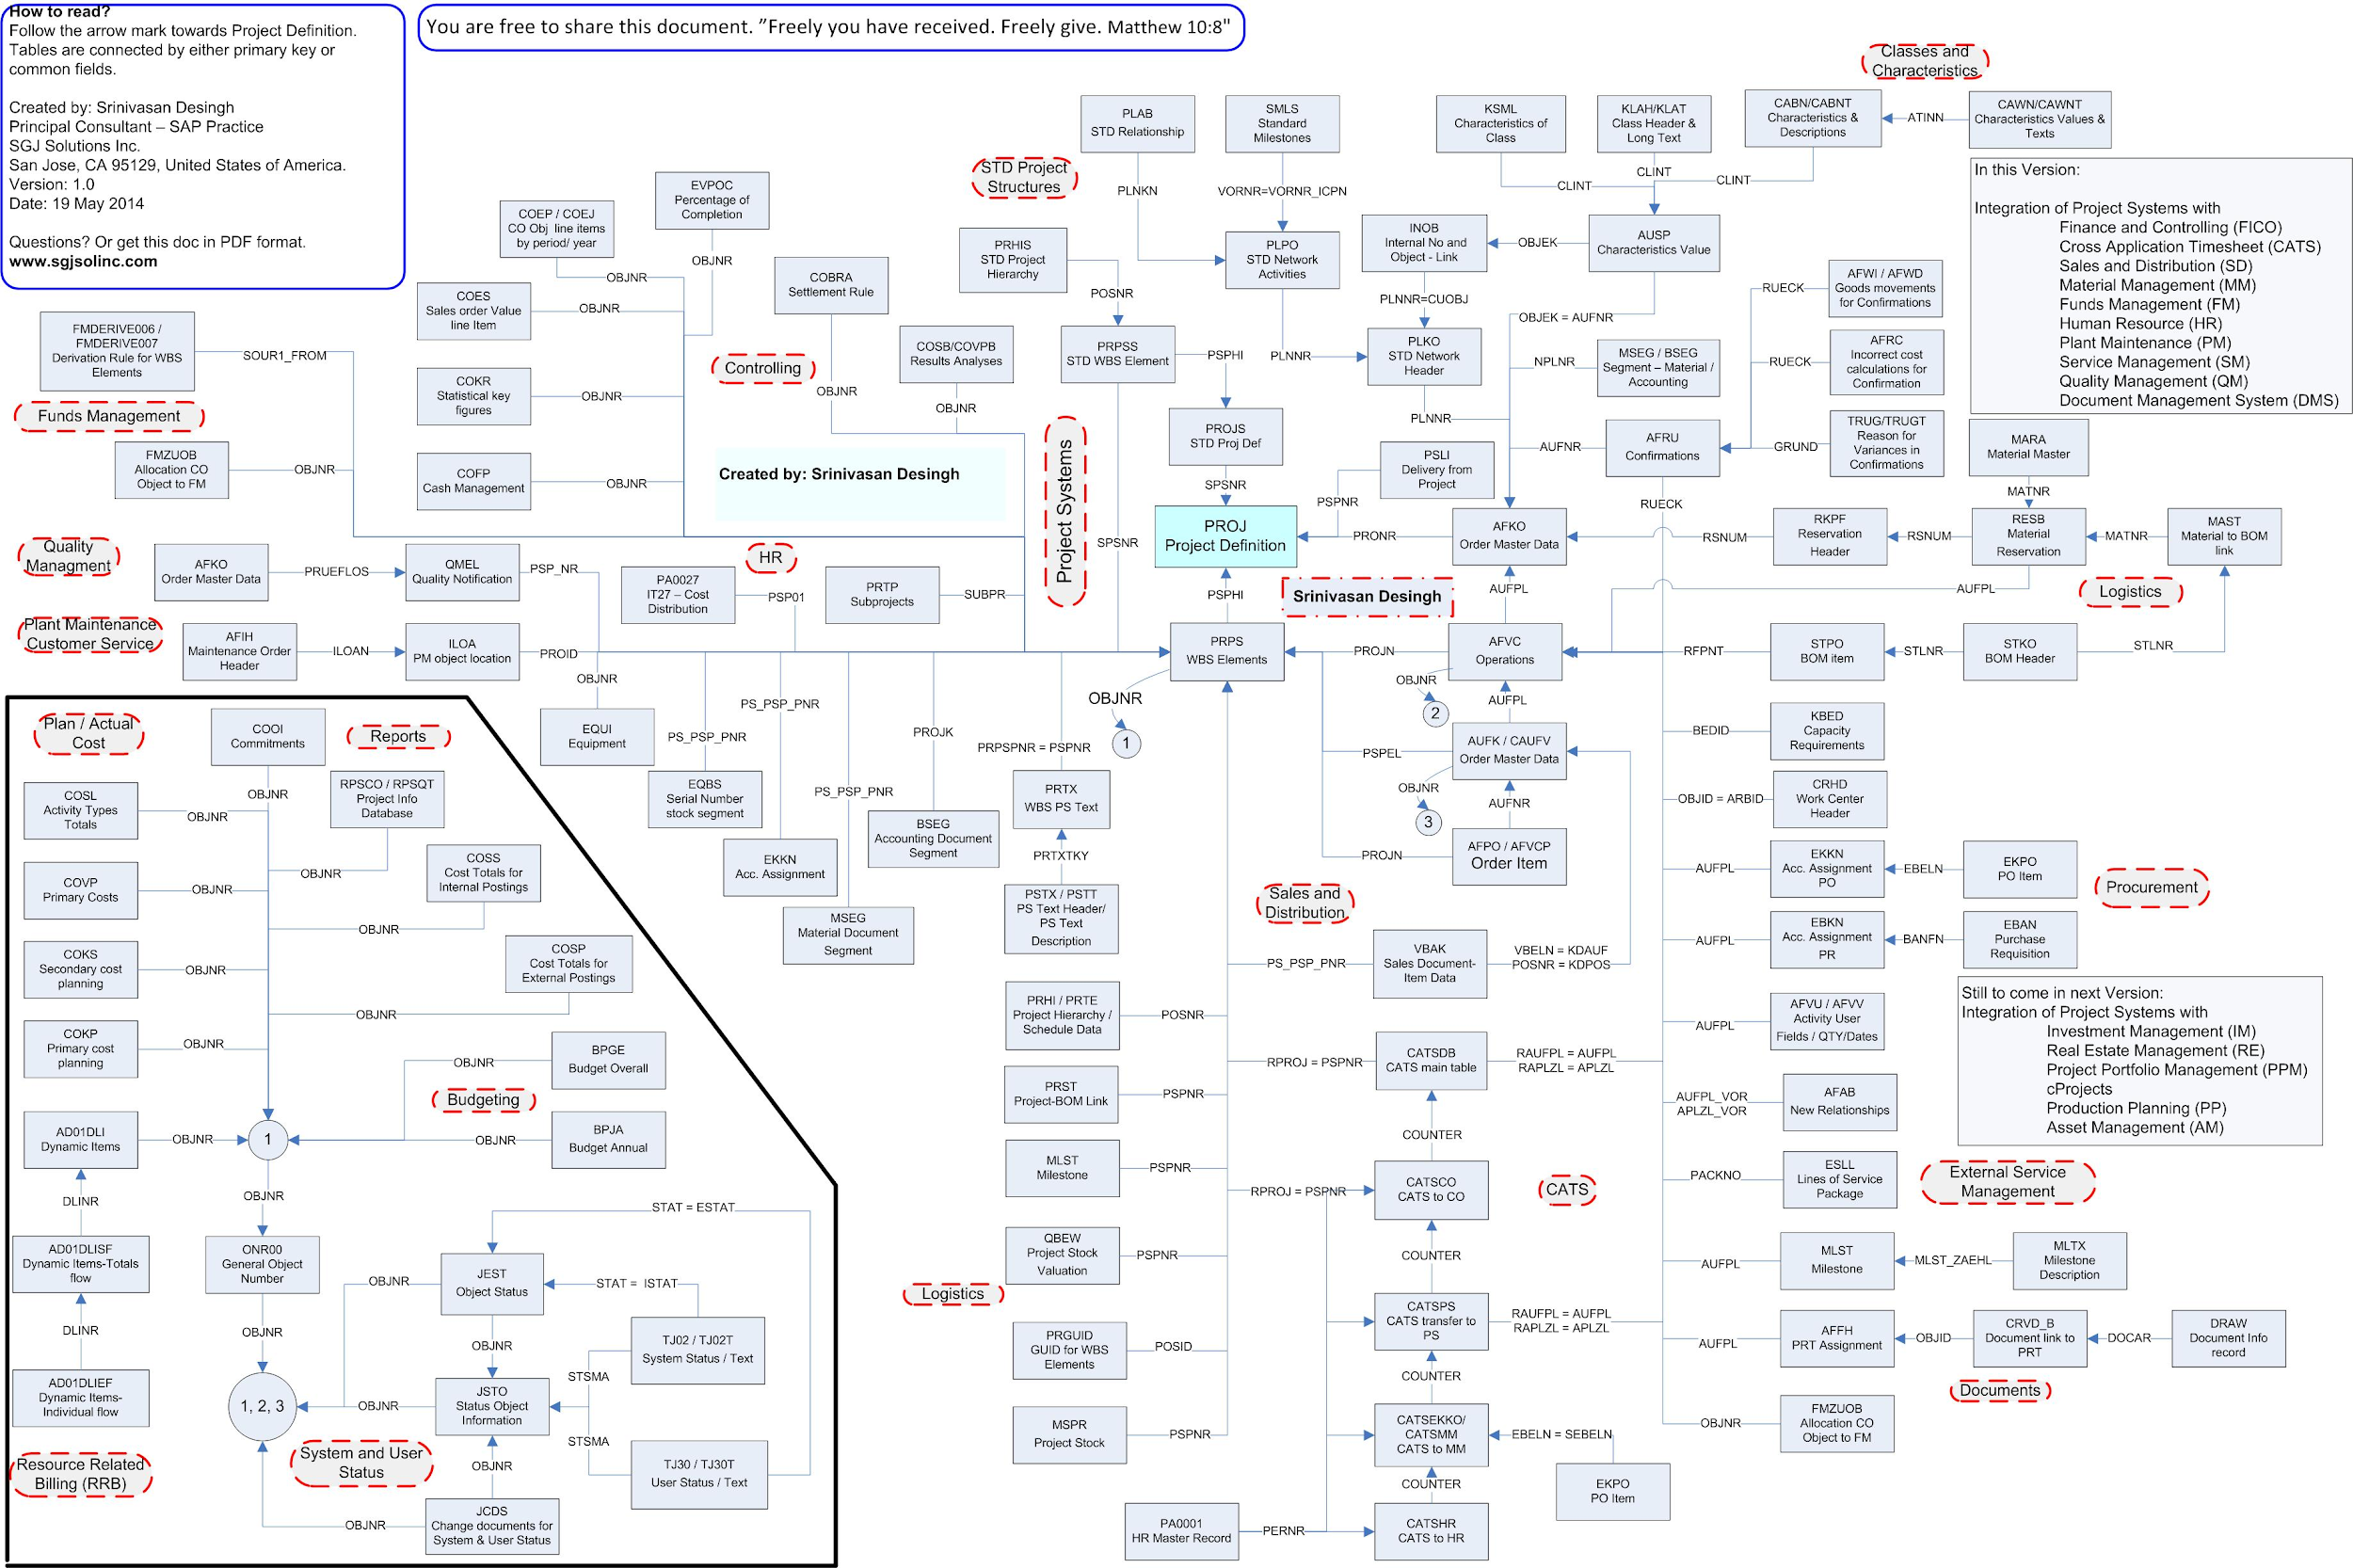 How to read?
Follow the arrow mark towards Project Definition.
Tables are connected by either primary key or
common fields.
Created by: Srinivasan Desingh
Principal Consultant – SAP Practice
SGJ Solutions Inc.
San Jose, CA 95129, United States of America.
Version: 1.0
Date: 19 May 2014
Questions? Or get this doc in PDF format.
www.sgjsolinc.com
You are free to share this document. ”Freely you have received. Freely give. Matthew 10:8"
Classes and
Characteristics
PLAB
STD Relationship
SMLS
Standard
Milestones
KSML
Characteristics of
Class
KLAH/KLAT
Class Header &
Long Text
CABN/CABNT
Characteristics &
Descriptions
ATINN
CAWN/CAWNT
Characteristics Values &
Texts
STD Project
Structures
PLNKN
VORNR=VORNR_ICPN
CLINT
CLINT
CLINT
In this Version:
Integration of Project Systems with
Finance and Controlling (FICO)
Cross Application Timesheet (CATS)
Sales and Distribution (SD)
Material Management (MM)
Funds Management (FM)
Human Resource (HR)
Plant Maintenance (PM)
Service Management (SM)
Quality Management (QM)
Document Management System (DMS)
EVPOC
Percentage of
Completion
OBJNR
COEP / COEJ
CO Obj  line items
by period/ year
OBJNR
COES
Sales order Value
line Item
OBJNR
COBRA
Settlement Rule
OBJNR
PRHIS
STD Project
Hierarchy
POSNR
PLPO
STD Network
Activities
INOB
Internal No and
Object - Link
OBJEK
AUSP
Characteristics Value
PLNNR=CUOBJ
OBJEK = AUFNR
RUECK
AFWI / AFWD
Goods movements
for Confirmations
FMDERIVE006 /
FMDERIVE007
Derivation Rule for WBS
Elements
SOUR1_FROM
Funds Management
COKR
Statistical key
figures
OBJNR
Controlling
COSB/COVPB
Results Analyses
OBJNR
PRPSS
STD WBS Element
PSPHI
PLNNR
PLKO
STD Network
Header
PLNNR
NPLNR
MSEG / BSEG
Segment – Material /
Accounting
RUECK
AFRC
Incorrect cost
calculations for
Confirmation
FMZUOB
Allocation CO
Object to FM
OBJNR
COFP
Cash Management
OBJNR
Created by: Srinivasan Desingh
Project Systems
PROJS
STD Proj Def
SPSNR
PSLI
Delivery from
Project
PSPNR
AUFNR
AFRU
Confirmations
GRUND
TRUG/TRUGT
Reason for
Variances in
Confirmations
MARA
Material Master
MATNR
RUECK
SPSNR
PROJ
Project Definition
PRONR
AFKO
Order Master Data
RSNUM
RKPF
Reservation
Header
RSNUM
RESB
Material
Reservation
MATNR
MAST
Material to BOM
link
Quality
Managment
AFKO
Order Master Data
PRUEFLOS
QMEL
Quality Notification
PSP_NR
HR
PA0027
IT27 – Cost
Distribution
PSP01
PRTP
Subprojects
SUBPR
PSPHI
Srinivasan Desingh
AUFPL
AUFPL
Logistics
Plant Maintenance
Customer Service
AFIH
Maintenance Order
Header
ILOAN
ILOA
PM object location
PROID
PRPS
WBS Elements
PROJN
AFVC
Operations
RFPNT
STPO
BOM item
STLNR
STKO
BOM Header
STLNR
OBJNR
EQUI
Equipment
PS_PSP_PNR
EQBS
Serial Number
stock segment
PS_PSP_PNR
EKKN
Acc. Assignment
PS_PSP_PNR
MSEG
Material Document
Segment
PROJK
BSEG
Accounting Document
Segment
PRPSPNR = PSPNR
PRTX
WBS PS Text
PRTXTKY
PSTX / PSTT
PS Text Header/
PS Text
Description
OBJNR
1
OBJNR
2
AUFPL
PSPEL
AUFK / CAUFV
Order Master Data
OBJNR
3
AUFNR
PROJN
AFPO / AFVCP
Order Item
BEDID
KBED
Capacity
Requirements
OBJID = ARBID
CRHD
Work Center
Header
AUFPL
EKKN
Acc. Assignment
PO
EBELN
EKPO
PO Item
Procurement
AUFPL
EBKN
Acc. Assignment
PR
BANFN
EBAN
Purchase
Requisition
Sales and
Distribution
PS_PSP_PNR
VBAK
Sales Document-
Item Data
VBELN = KDAUF
POSNR = KDPOS
AUFPL
AFVU / AFVV
Activity User
Fields / QTY/Dates
Still to come in next Version:
Integration of Project Systems with
Investment Management (IM)
Real Estate Management (RE)
Project Portfolio Management (PPM)
cProjects
Production Planning (PP)
Asset Management (AM)
PRHI / PRTE
Project Hierarchy /
Schedule Data
POSNR
RPROJ = PSPNR
CATSDB
CATS main table
RAUFPL = AUFPL
RAPLZL = APLZL
PRST
Project-BOM Link
PSPNR
AUFPL_VOR
APLZL_VOR
AFAB
New Relationships
COUNTER
MLST
Milestone
PSPNR
RPROJ = PSPNR
CATSCO
CATS to CO
CATS
PACKNO
ESLL
Lines of Service
Package
External Service
Management
QBEW
Project Stock
Valuation
PSPNR
COUNTER
AUFPL
MLST
Milestone
MLST_ZAEHL
MLTX
Milestone
Description
Logistics
PRGUID
GUID for WBS
Elements
POSID
CATSPS
CATS transfer to
PS
RAUFPL = AUFPL
RAPLZL = APLZL
AUFPL
AFFH
PRT Assignment
OBJID
CRVD_B
Document link to
PRT
DOCAR
DRAW
Document Info
record
Documents
COUNTER
MSPR
Project Stock
PSPNR
CATSEKKO/
CATSMM
CATS to MM
EBELN = SEBELN
EKPO
PO Item
OBJNR
FMZUOB
Allocation CO
Object to FM
COUNTER
PA0001
HR Master Record
PERNR
CATSHR
CATS to HR
Plan / Actual
Cost
COOI
Commitments
Reports
OBJNR
COSL
Activity Types
Totals
OBJNR
RPSCO / RPSQT
Project Info
Database
OBJNR
COVP
Primary Costs
OBJNR
COSS
Cost Totals for
Internal Postings
OBJNR
COKS
Secondary cost
planning
OBJNR
COSP
Cost Totals for
External Postings
OBJNR
COKP
Primary cost
planning
OBJNR
OBJNR
BPGE
Budget Overall
Budgeting
AD01DLI
Dynamic Items
OBJNR
1
OBJNR
BPJA
Budget Annual
DLINR
OBJNR
STAT = ESTAT
AD01DLISF
Dynamic Items-Totals
flow
ONR00
General Object
Number
OBJNR
JEST
Object Status
STAT =  ISTAT
DLINR
OBJNR
OBJNR
TJ02 / TJ02T
System Status / Text
STSMA
AD01DLIEF
Dynamic Items-
Individual flow
1, 2, 3
OBJNR
JSTO
Status Object
Information
STSMA
Resource Related
Billing (RRB)
System and User
Status
OBJNR
TJ30 / TJ30T
User Status / Text
OBJNR
JCDS
Change documents for
System & User Status